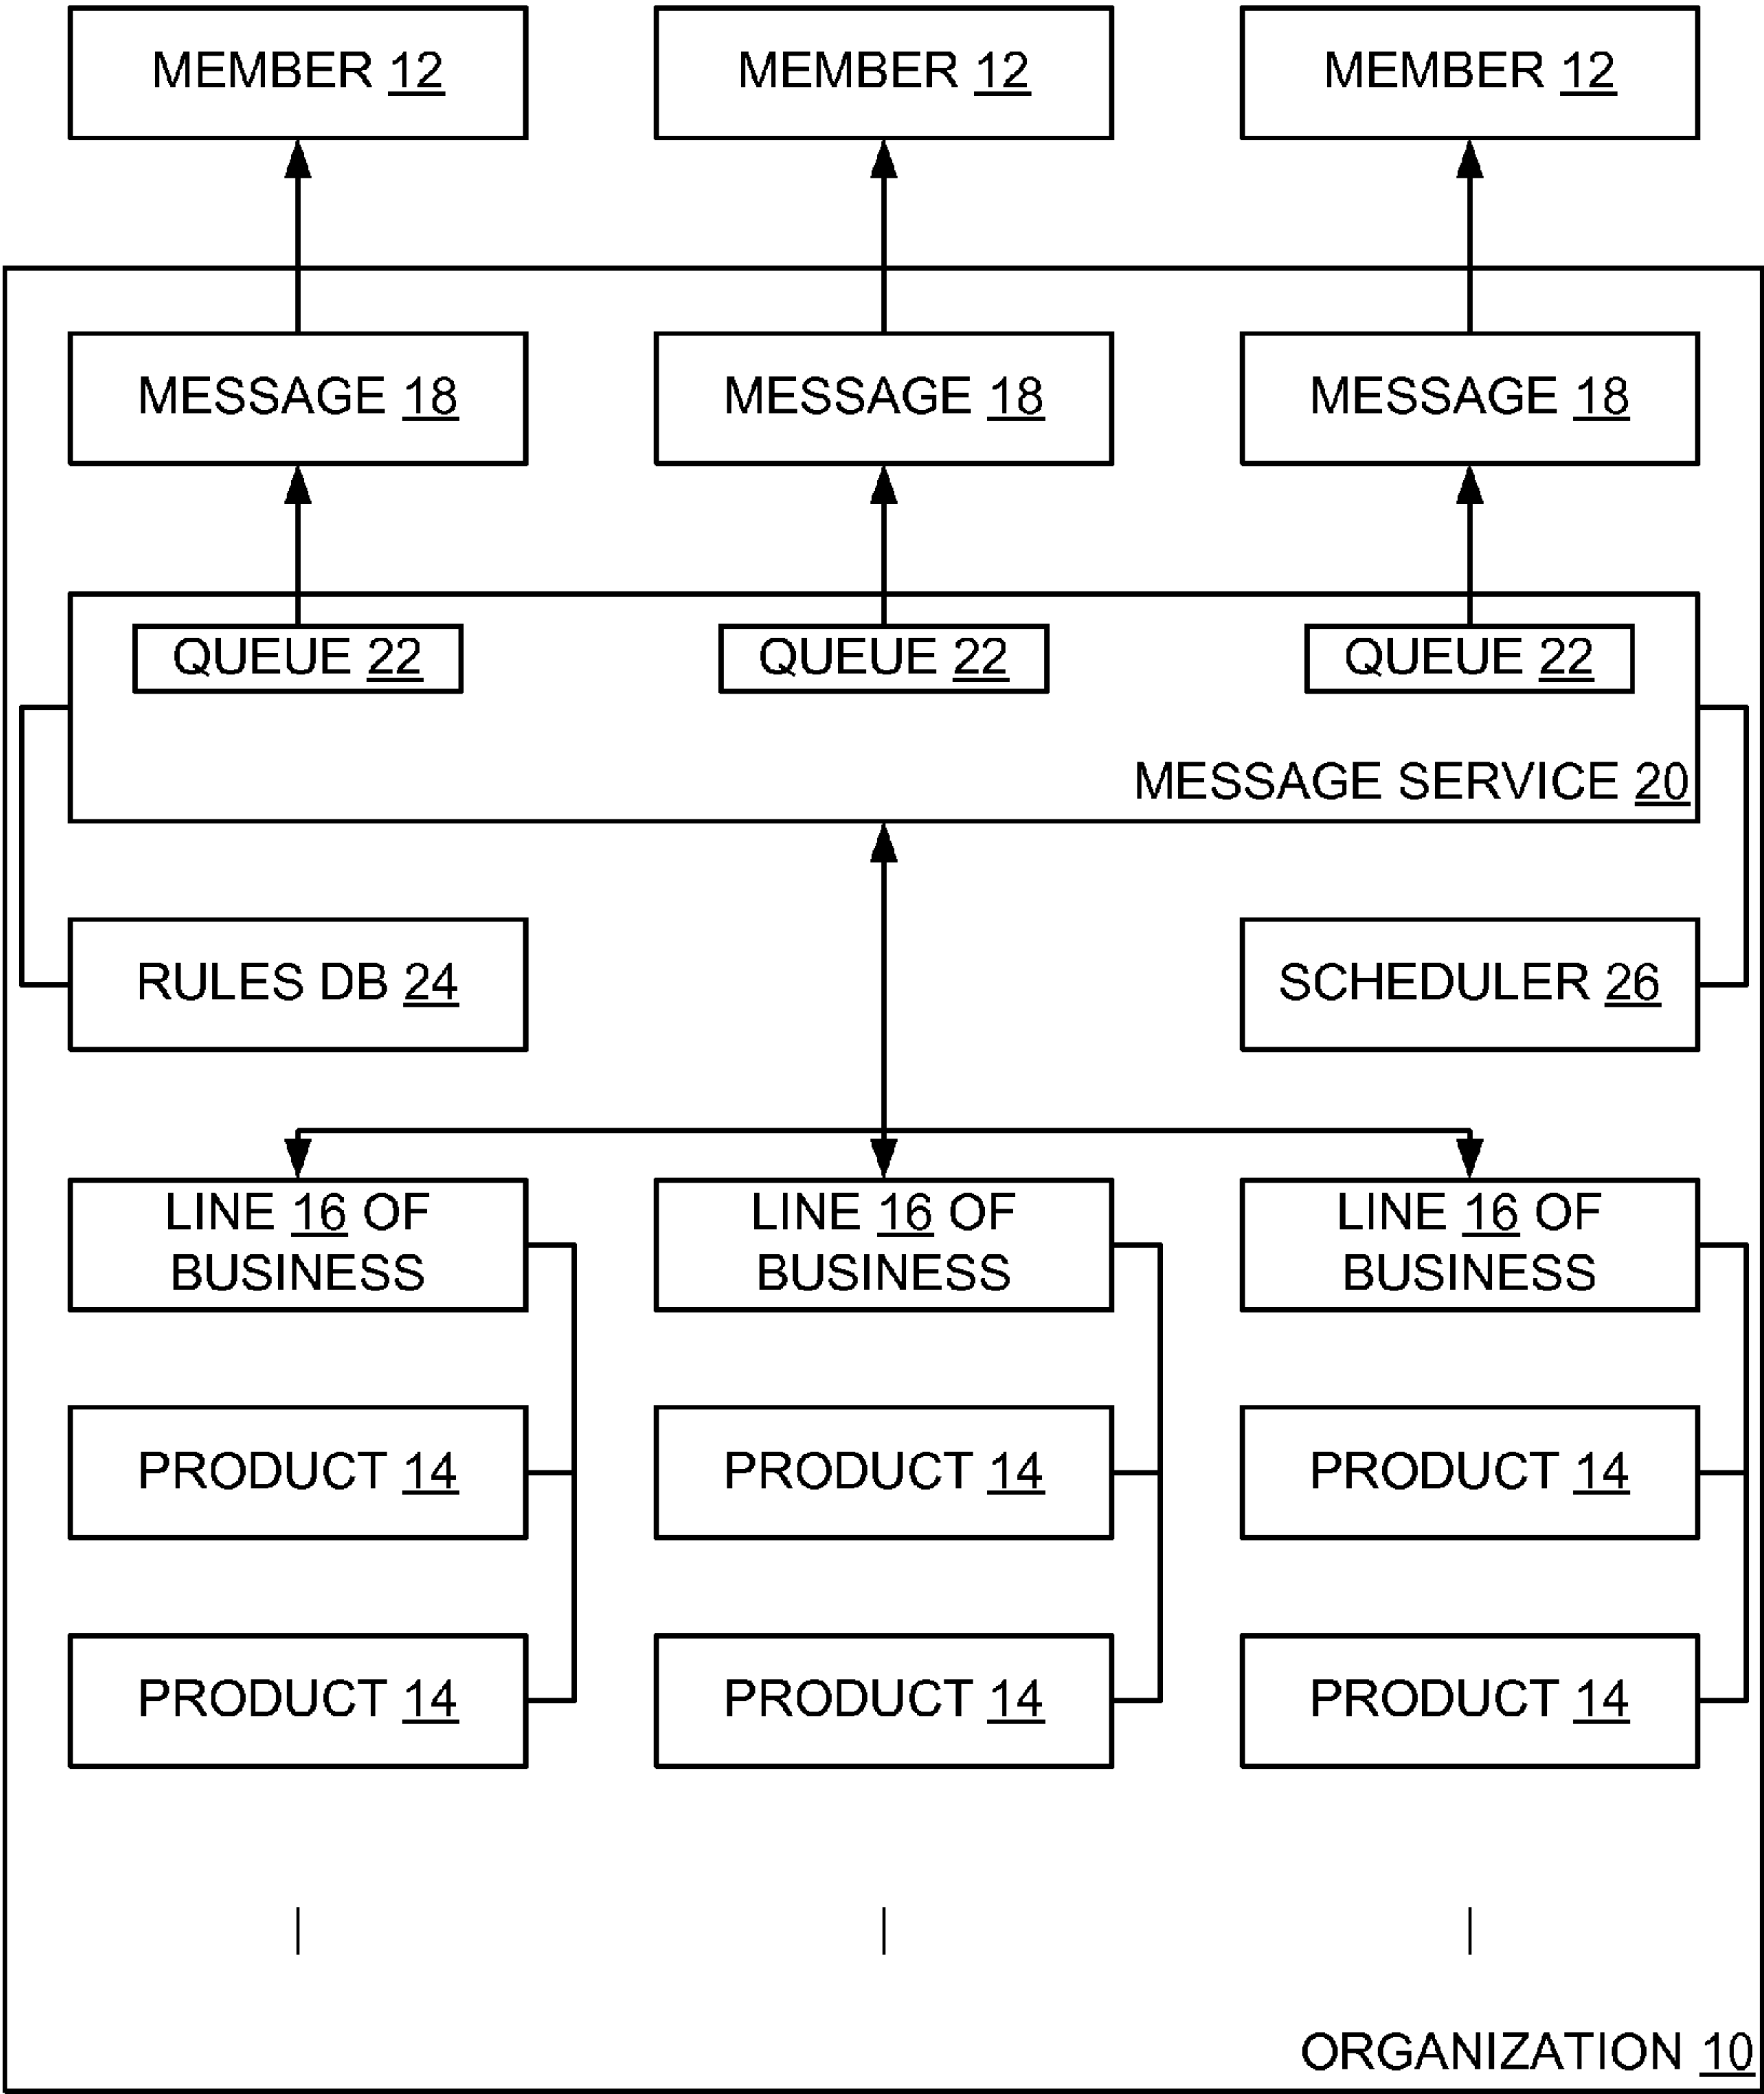 MEMBER 12
MEMBER 12
MEMBER 12
MESSAGE 18
MESSAGE 18
MESSAGE 18
QUEUE 22
QUEUE 22
QUEUE 22
MESSAGE SERVICE 20
RULES DB 24
SCHEDULER 26
LINE 16 OF
BUSINESS
LINE 16 OF
BUSINESS
LINE 16 OF
BUSINESS
PRODUCT 14
PRODUCT 14
PRODUCT 14
PRODUCT 14
PRODUCT 14
PRODUCT 14
ORGANIZATION 10